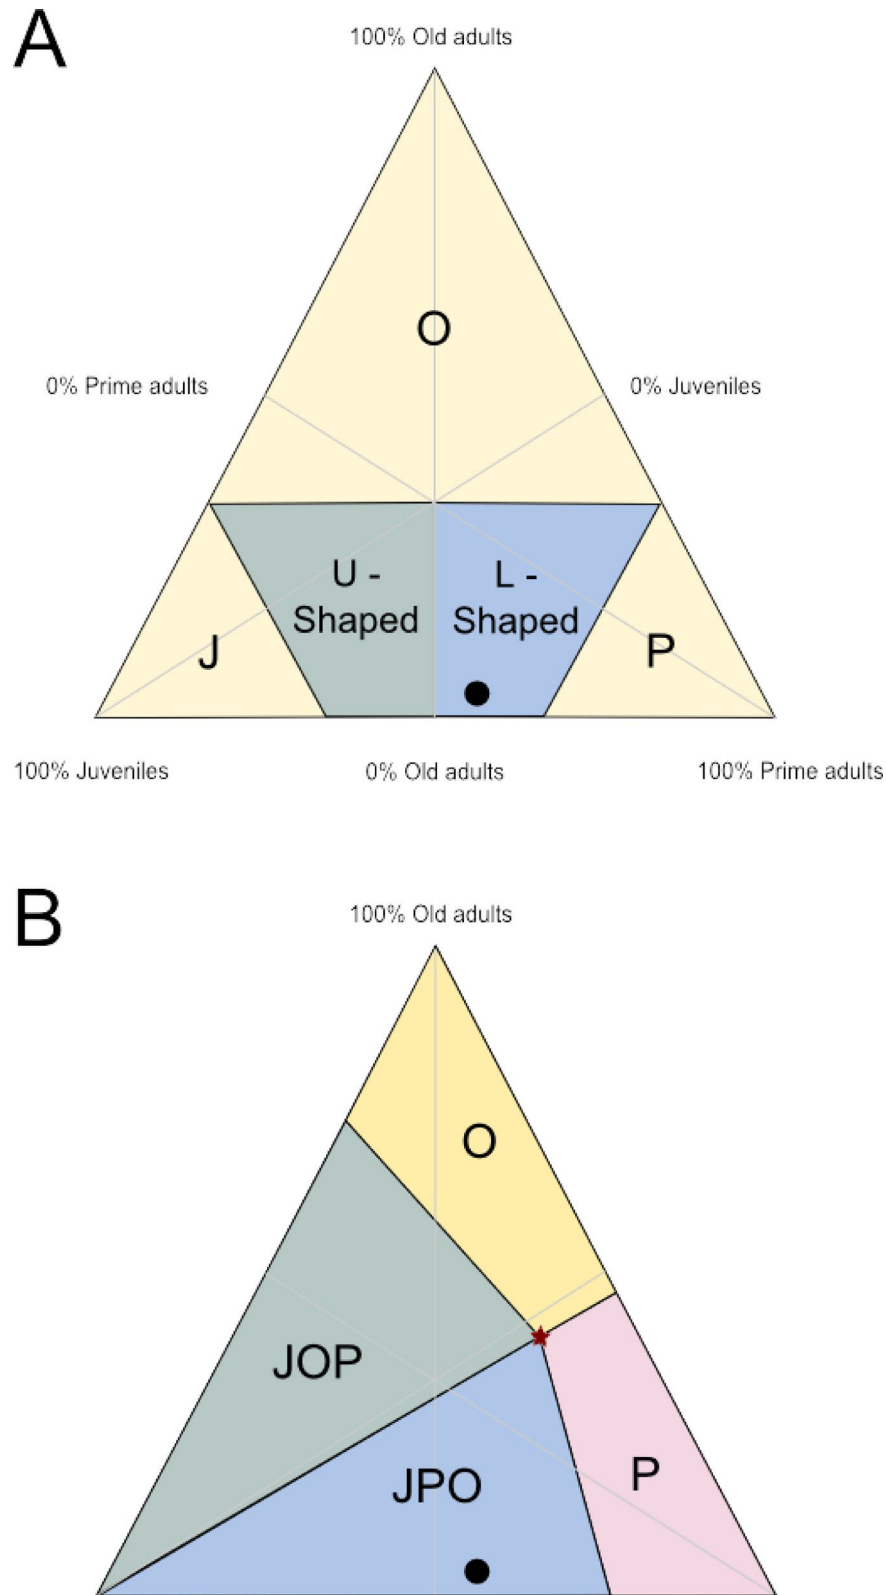 A
100% Old adults
O
0% Prime adults
0% Juveniles
U -
Shaped
L -
Shaped
J
P
100% Juveniles
0% Old adults
100% Prime adults
B
100% Old adults
O
JOP
P
JPO